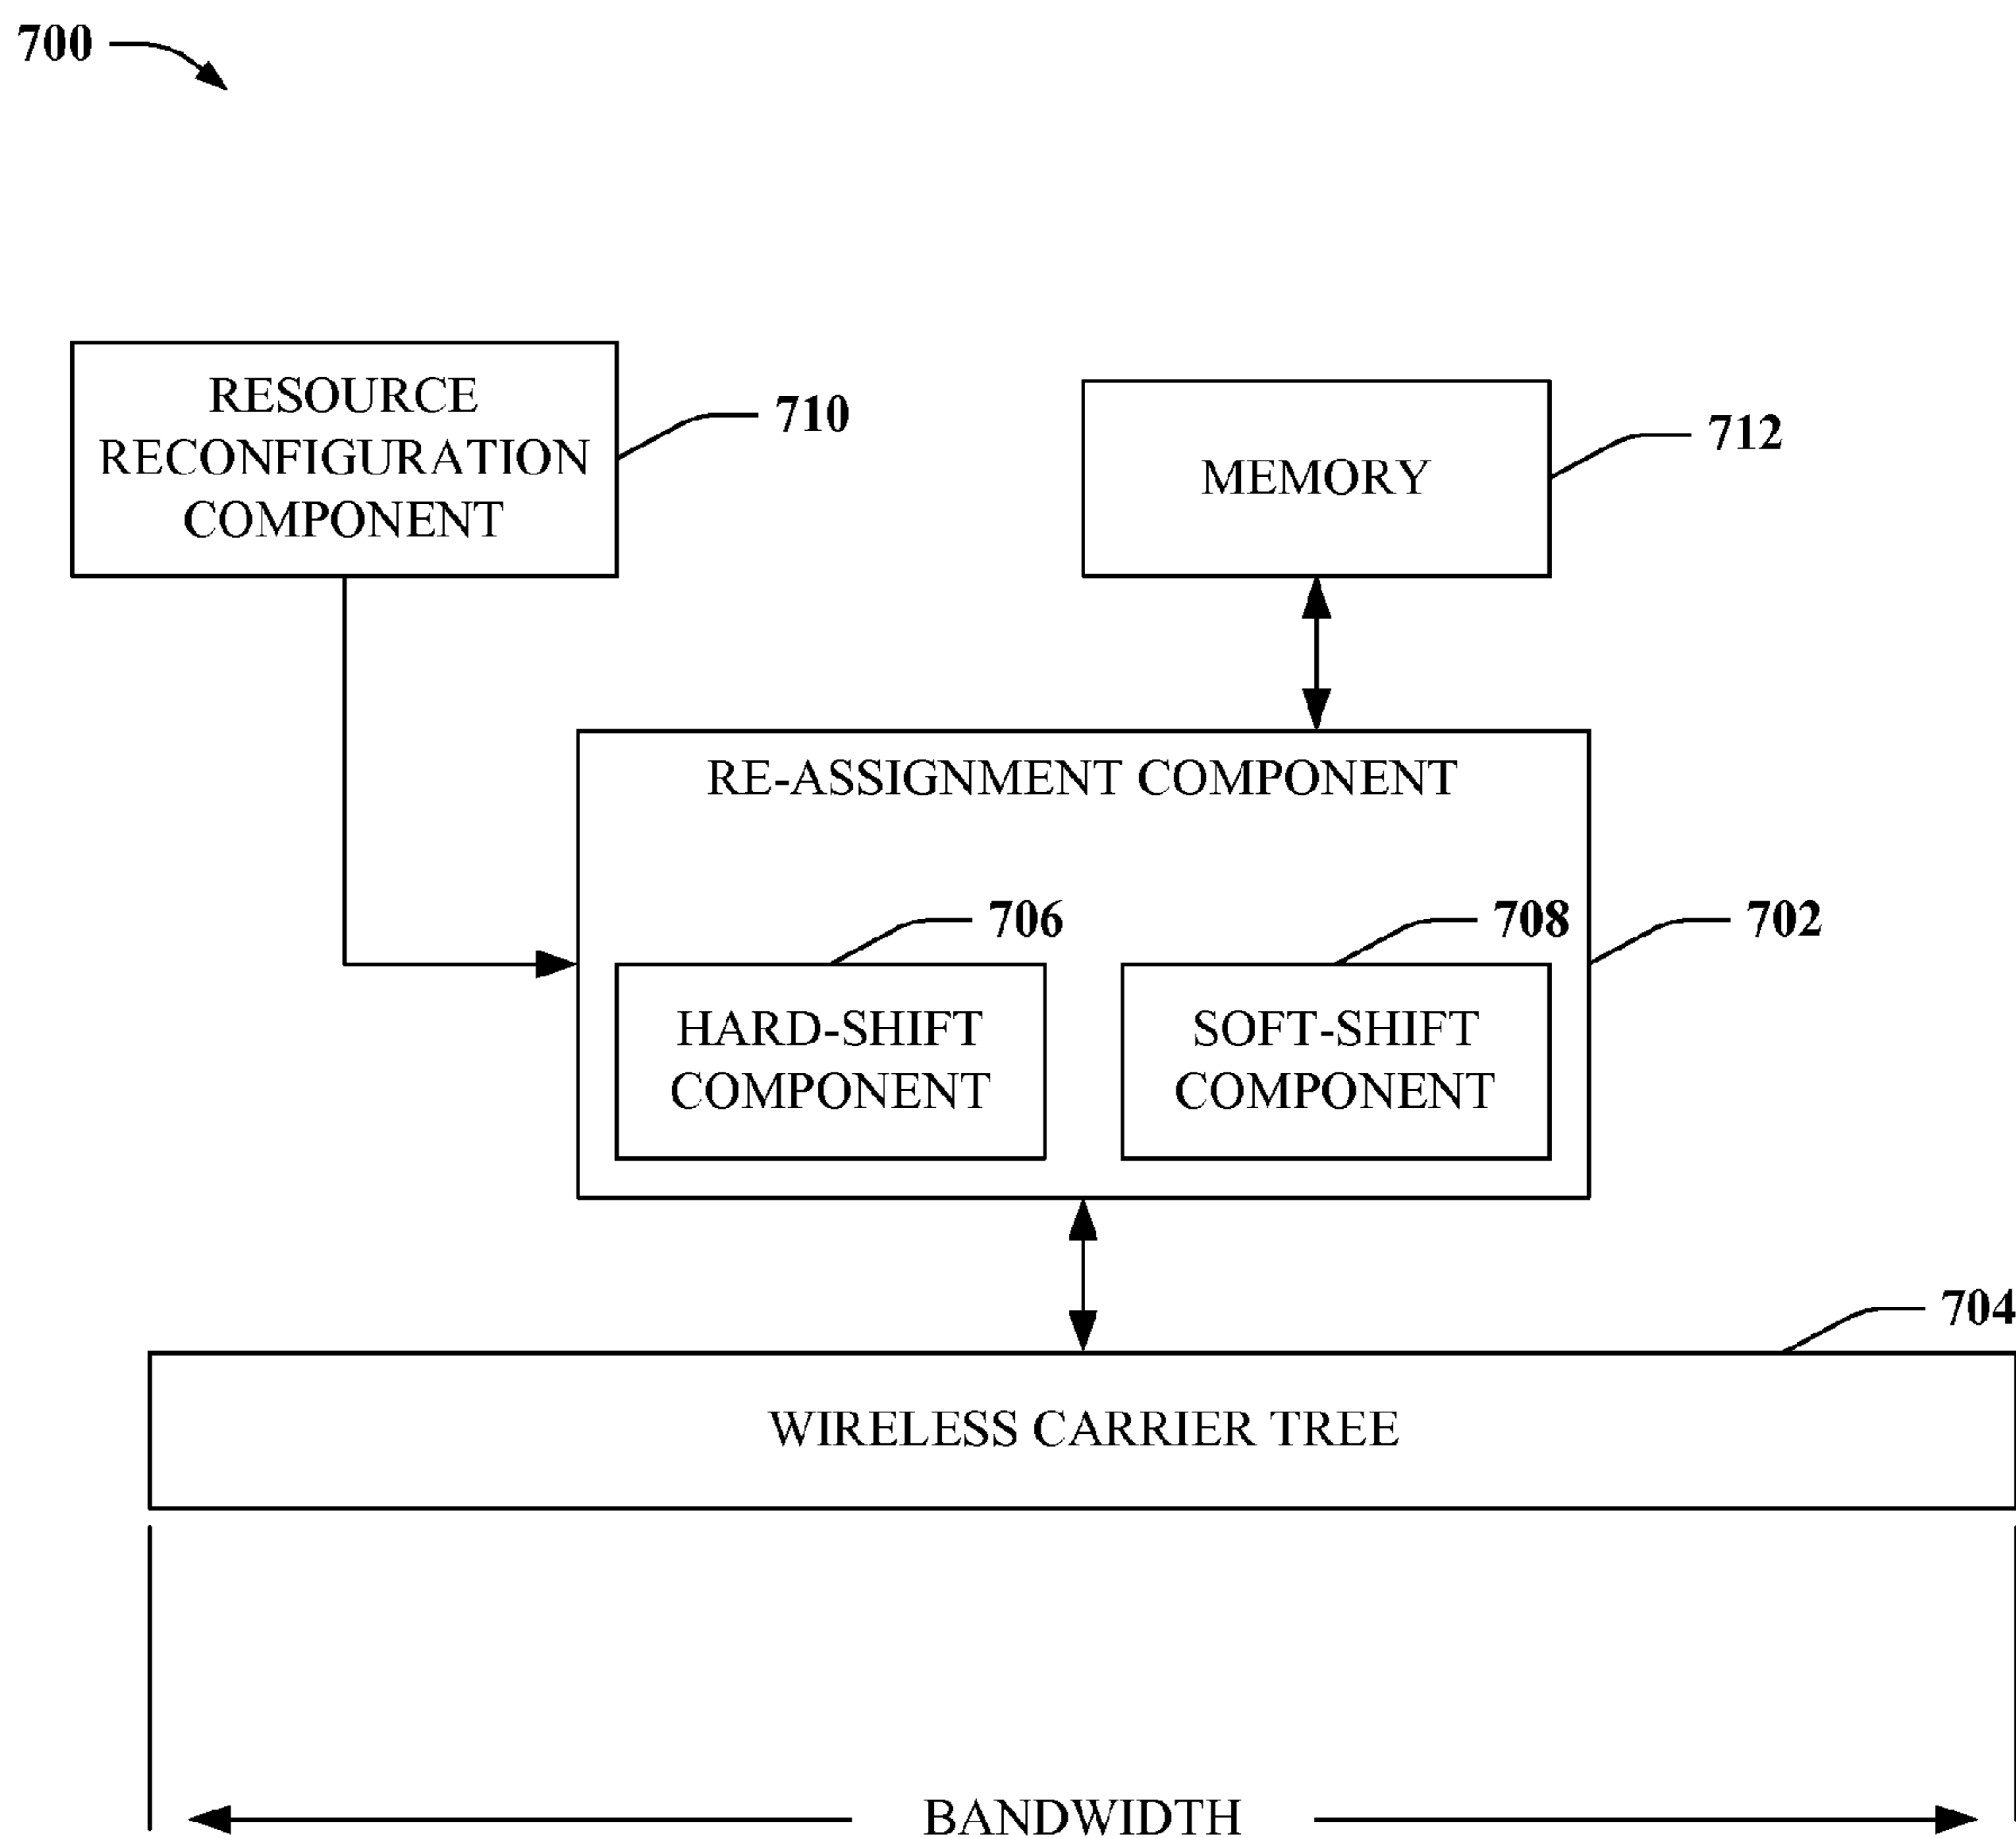 700
RESOURCE
RECONFIGURATION
COMPONENT
710
MEMORY
712
RE-ASSIGNMENT COMPONENT
706
708
702
HARD-SHIFT
COMPONENT
SOFT-SHIFT
COMPONENT
704
WIRELESS CARRIER TREE
BANDWIDTH